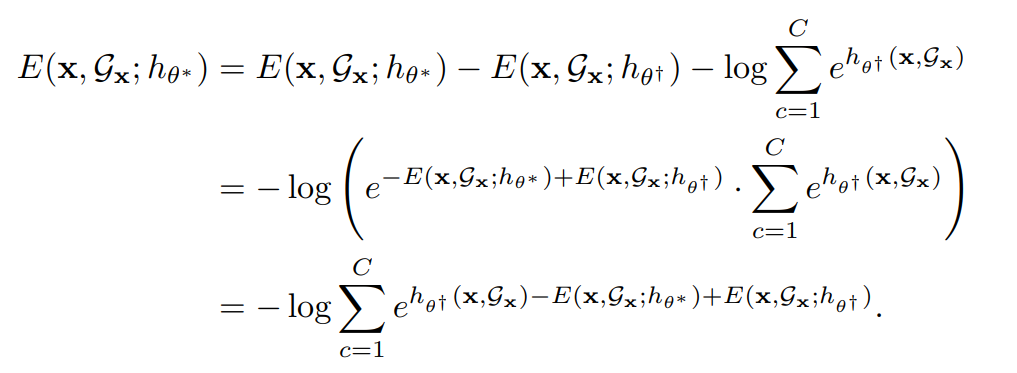 E(\mathbf{x}, \mathcal{G}_{\mathbf{x}}; h_{\theta^*}) = E(\mathbf{x}, \mathcal{G}_{\mathbf{x}}; h_{\theta^*}) - E(\mathbf{x}, \mathcal{G}_{\mathbf{x}}; h_{\theta^\dagger}) - \log \sum_{c=1}^{C} e^{h_{\theta^\dagger}(\mathbf{x}, \mathcal{G}_{\mathbf{x}})}
= -\log \left( e^{-E(\mathbf{x}, \mathcal{G}_{\mathbf{x}}; h_{\theta^*}) + E(\mathbf{x}, \mathcal{G}_{\mathbf{x}}; h_{\theta^\dagger})} \cdot \sum_{c=1}^{C} e^{h_{\theta^\dagger}(\mathbf{x}, \mathcal{G}_{\mathbf{x}})} \right)
= -\log \sum_{c=1}^{C} e^{h_{\theta^\dagger}(\mathbf{x}, \mathcal{G}_{\mathbf{x}}) - E(\mathbf{x}, \mathcal{G}_{\mathbf{x}}; h_{\theta^*}) + E(\mathbf{x}, \mathcal{G}_{\mathbf{x}}; h_{\theta^\dagger})}.